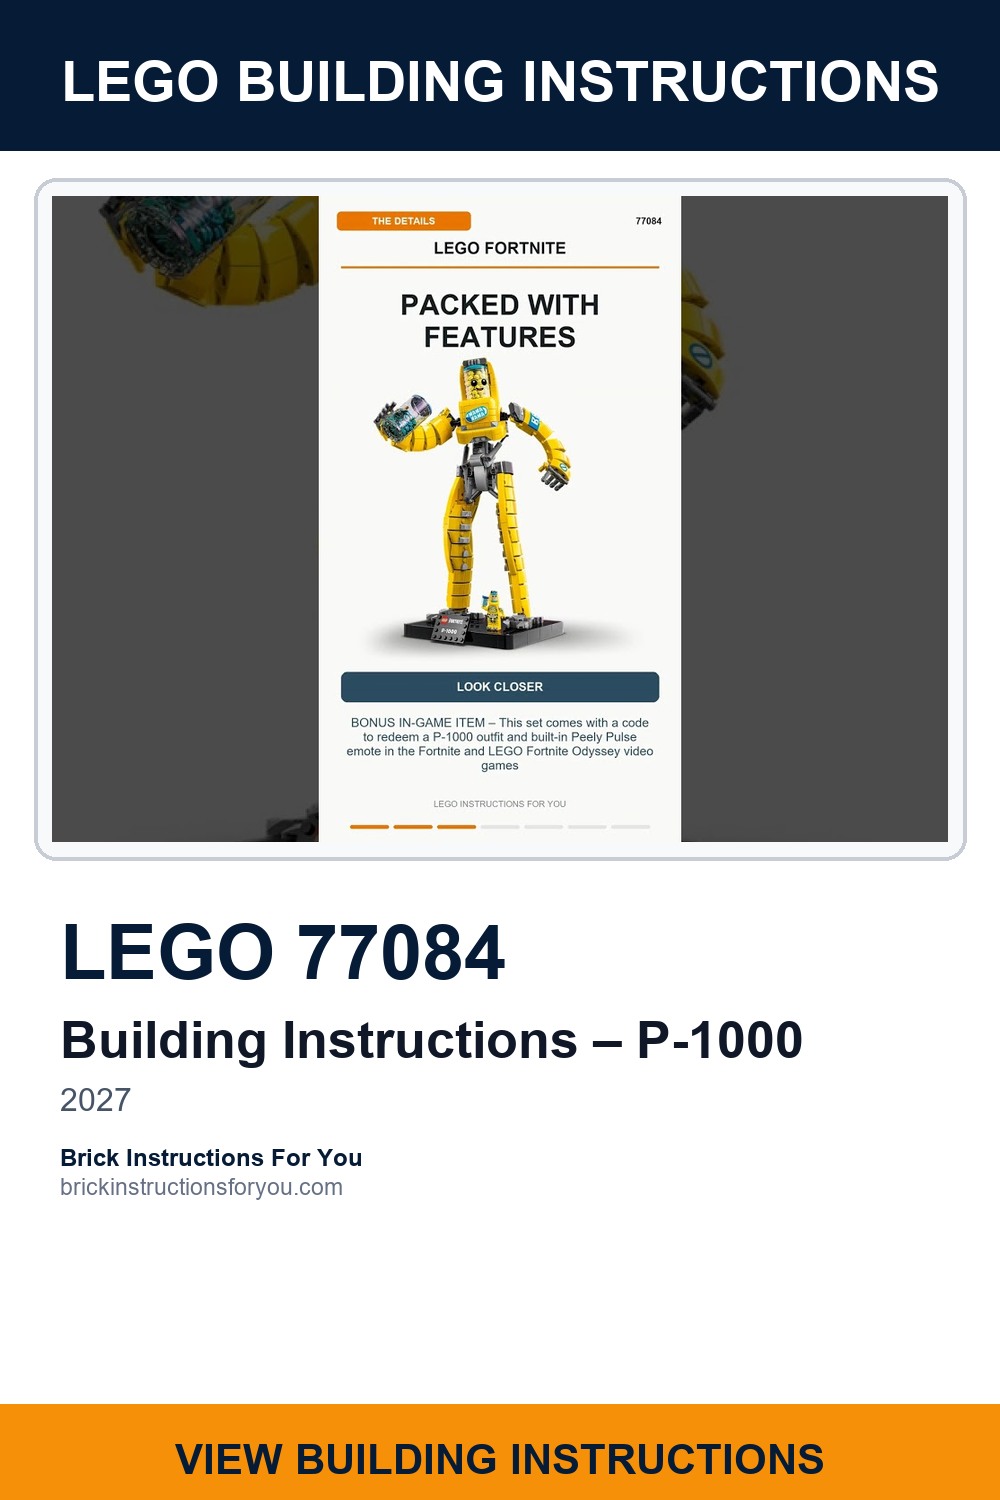 LEGO BUILDING INSTRUCTIONS
THE DETAILS
77084
LEGO FORTNITE
PACKED WITH
FEATURES
P-1000
LOOK CLOSER
BONUS IN-GAME ITEM – This set comes with a code
to redeem a P-1000 outfit and built-in Peely Pulse
emote in the Fortnite and LEGO Fortnite Odyssey video
games
LEGO INSTRUCTIONS FOR YOU
LEGO 77084
Building Instructions – P-1000
2027
Brick Instructions For You
brickinstructionsforyou.com
VIEW BUILDING INSTRUCTIONS